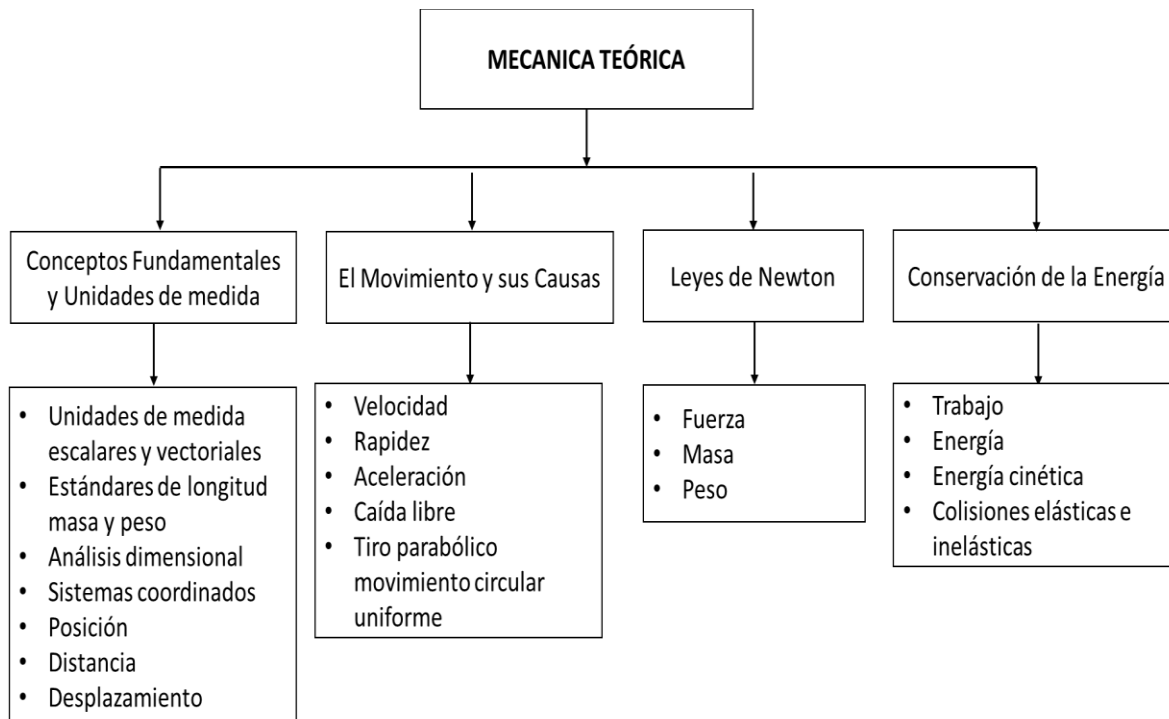 MECANICA TEÓRICA
Conceptos Fundamentales
y Unidades de medida
El Movimiento y sus Causas
Leyes de Newton
Conservación de la Energía
• Unidades de medida
escalares y vectoriales
• Estándares de longitud
masa y peso
• Análisis dimensional
• Sistemas coordinados
• Posición
• Distancia
• Desplazamiento
• Velocidad
• Rapidez
• Aceleración
• Caída libre
• Tiro parabólico
movimiento circular
uniforme
• Fuerza
• Masa
• Peso
• Trabajo
• Energía
• Energía cinética
• Colisiones elásticas e
inelásticas